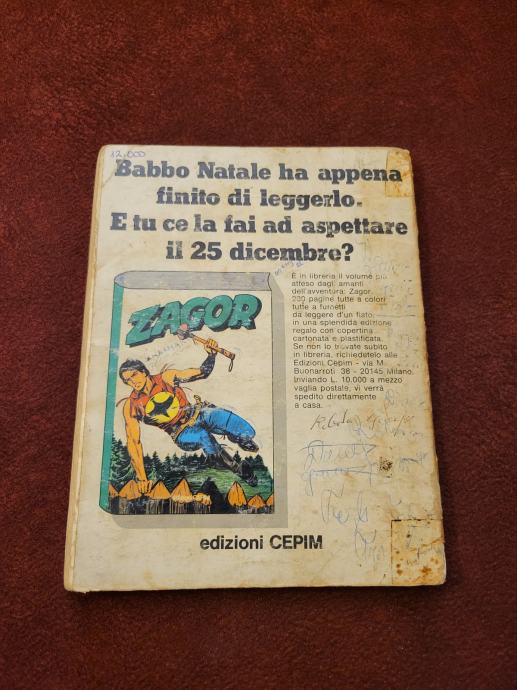 12.000
Babbo Natale ha appena
finito di leggerlo.
E tu ce la fai ad aspettare
il 25 dicembre?
ZAGOR
È in libreria il volume più
atteso dagli amanti
dell'avventura: Zagor.
230 pagine tutte a colori
tutte a fumetti
da leggere d'un fiato,
in una splendida edizione
regalo con copertina
cartonata e plastificata.
Se non lo trovate subito
in libreria, richiedetelo alle
Edizioni Cepim - via M.
Buonarroti 38 - 20145 Milano.
Inviando L. 10.000 a mezzo
vaglia postale, vi verrà
spedito direttamente
a casa.
edizioni CEPIM